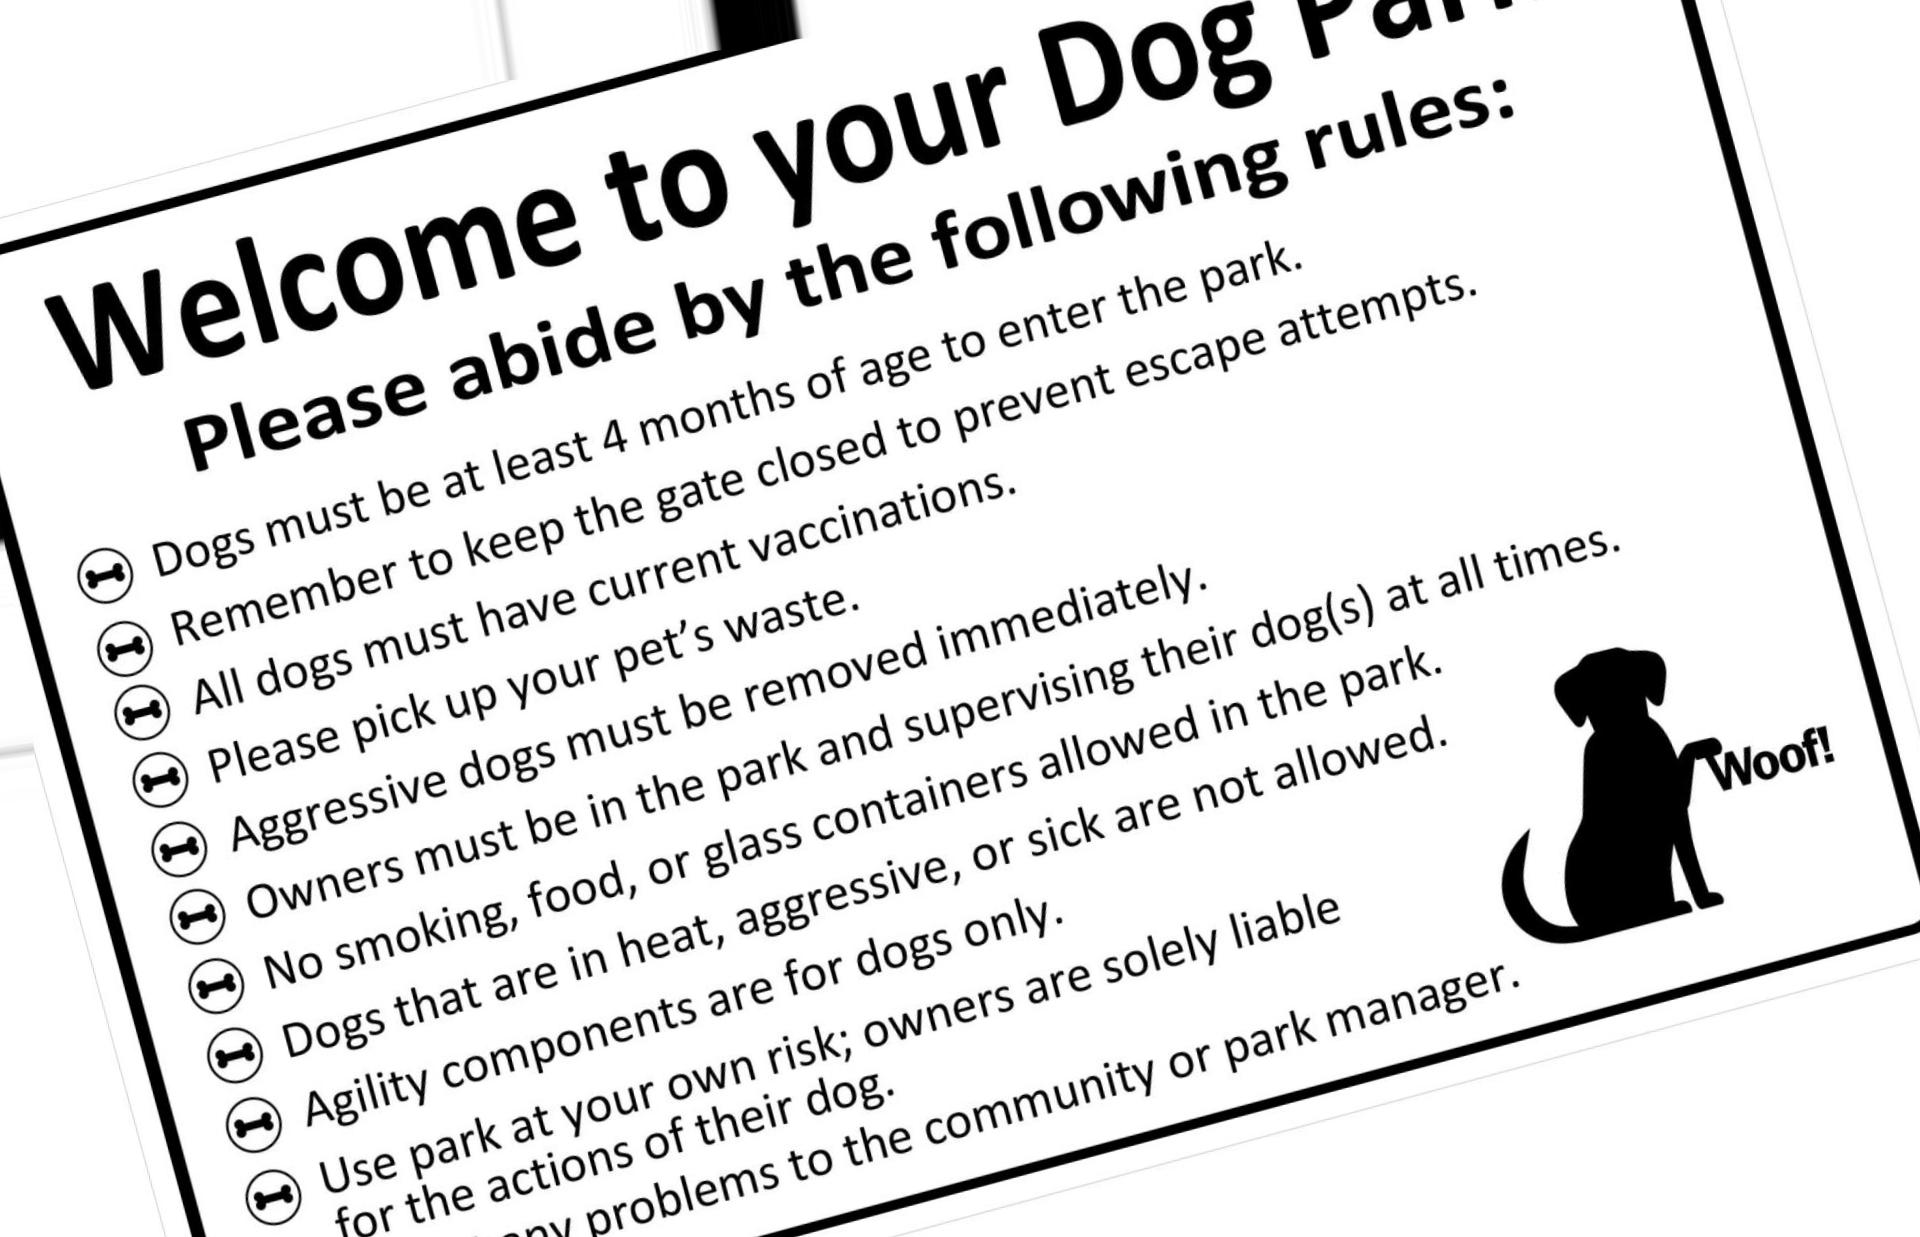 Welcome to your Dog
Please abide by the following rules:
Dogs must be at least 4 months of age to enter the park.
Remember to keep the gate closed to prevent escape attempts.
All dogs must have current vaccinations.
Please pick up your pet’s waste.
Aggressive dogs must be removed immediately.
Owners must be in the park and supervising their dog(s) at all times.
No smoking, food, or glass containers allowed in the park.
Dogs that are in heat, aggressive, or sick are not allowed.
Agility components are for dogs only.
Use park at your own risk; owners are solely liable
for the actions of their dog.
any problems to the community or park manager.
Woof!